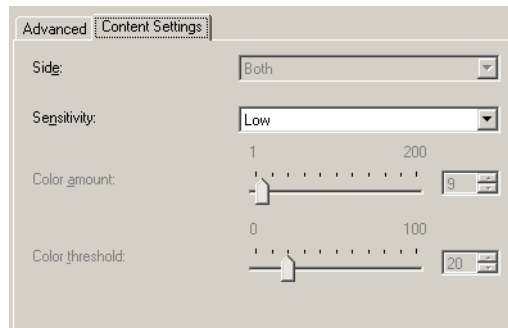 Advanced Content Settings
Side: Both
Sensitivity: Low
1 200
Color amount: 9
0 100
Color threshold: 20